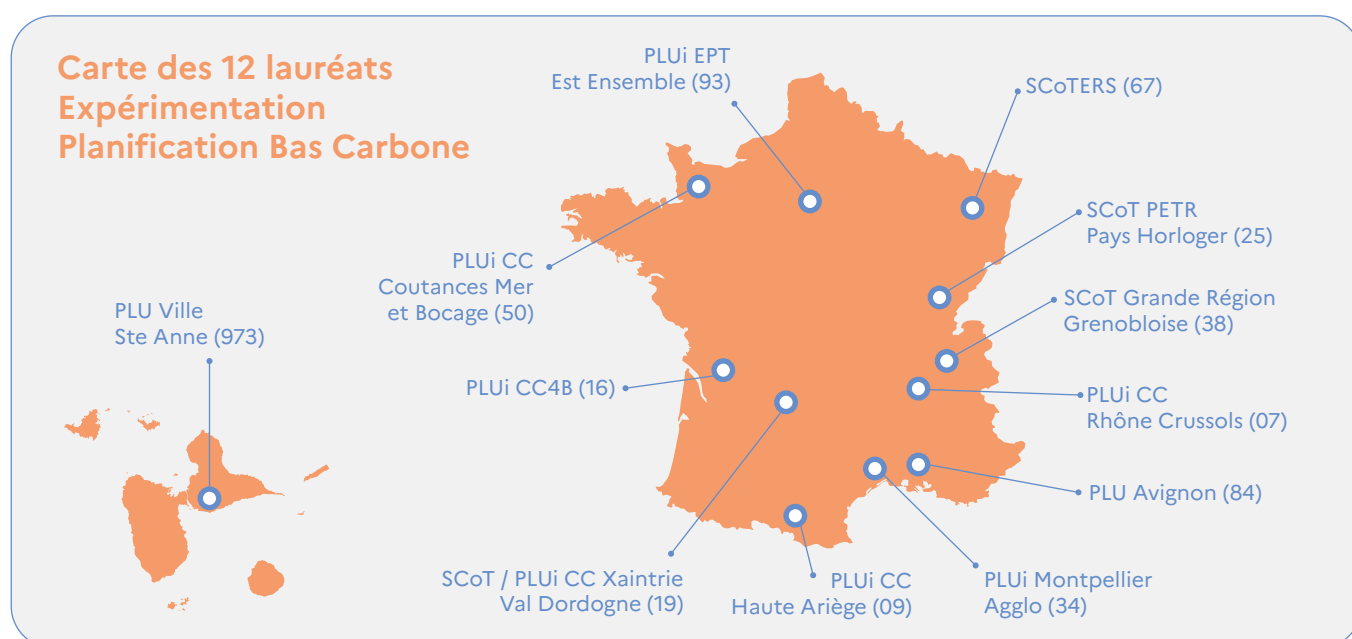 Carte des 12 lauréats
Expérimentation
Planification Bas Carbone
PLUi EPT
Est Ensemble (93)
SCoTERS (67)
SCoT PETR
Pays Horloger (25)
PLUi CC
Coutances Mer
et Bocage (50)
PLU Ville
Ste Anne (973)
SCoT Grande Région
Grenobloise (38)
PLUi CC4B (16)
PLUi CC
Rhône Crussols (07)
PLU Avignon (84)
SCoT / PLUi CC Xaintrie
Val Dordogne (19)
PLUi CC
Haute Ariège (09)
PLUi Montpellier
Agglo (34)